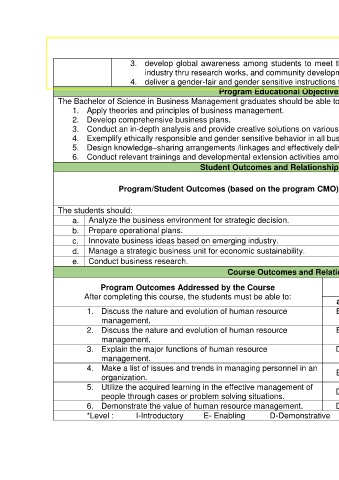 3. develop global awareness among students to meet t
industry thru research works, and community developm
4. deliver a gender-fair and gender sensitive instructions
Program Educational Objective
The Bachelor of Science in Business Management graduates should be able to
1. Apply theories and principles of business management.
2. Develop comprehensive business plans.
3. Conduct an in-depth analysis and provide creative solutions on various
4. Exemplify ethically responsible and gender sensitive behavior in all bus
5. Design knowledge–sharing arrangements /linkages and effectively deliv
6. Conduct relevant trainings and developmental extension activities amo
Student Outcomes and Relationship
Program/Student Outcomes (based on the program CMO)
The students should:
a. Analyze the business environment for strategic decision.
b. Prepare operational plans.
c. Innovate business ideas based on emerging industry.
d. Manage a strategic business unit for economic sustainability.
e. Conduct business research.
Course Outcomes and Relatio
Program Outcomes Addressed by the Course
After completing this course, the students must be able to:
a
1. Discuss the nature and evolution of human resource E
management.
2. Discuss the nature and evolution of human resource E
management.
3. Explain the major functions of human resource D
management.
4. Make a list of issues and trends in managing personnel in an E
organization.
5. Utilize the acquired learning in the effective management of D
people through cases or problem solving situations.
6. Demonstrate the value of human resource management. D
*Level : I-Introductory E- Enabling D-Demonstrative